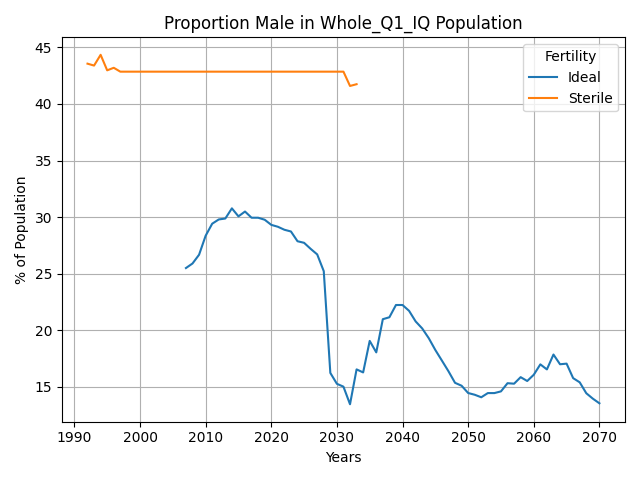 Proportion Male in Whole_Q1_IQ Population
% of Population
45
40
35
30
25
20
15
Fertility
Ideal
Sterile
1990 2000 2010 2020 2030 2040 2050 2060 2070
Years